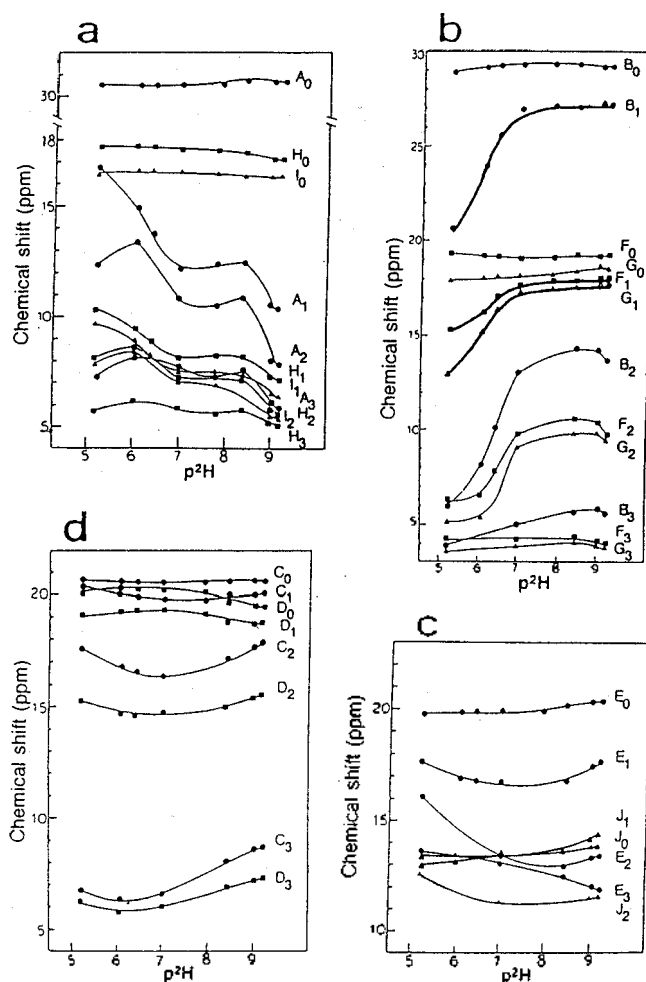 a
Chemical shift (ppm)
30
18
15
10
5
A0
H0
I0
A1
A2
H1
I1 A3
I2 H2
H3
5 6 7 8 9
p²H
b
Chemical shift (ppm)
30
25
20
15
10
5
B0
B1
F0
G0
F1
G1
B2
F2
G2
B3
F3
G3
5 6 7 8 9
p²H
d
Chemical shift (ppm)
20
15
10
5
C0
C1
D0
D1
C2
D2
C3
D3
5 6 7 8 9
p²H
c
Chemical shift (ppm)
20
15
10
E0
E1
J1
J0
E2
E3
J2
5 6 7 8 9
p²H